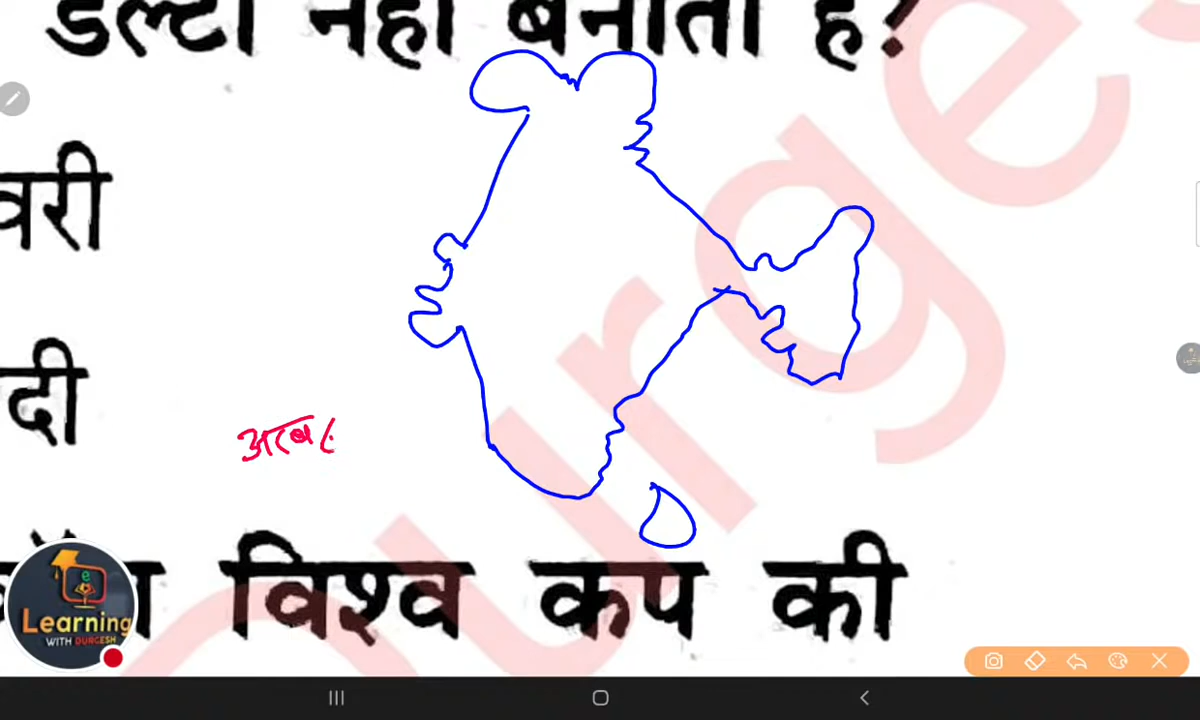 डेल्टा नहीं बनाती है?
वरी
दी
अरब
विश्व कप की
Learning
WITH DURGESH